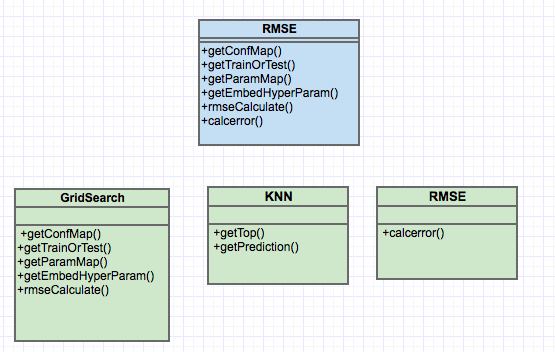 RMSE
+getConfMap()
+getTrainOrTest()
+getParamMap()
+getEmbedHyperParam()
+rmseCalculate()
+calcerror()
GridSearch
+getConfMap()
+getTrainOrTest()
+getParamMap()
+getEmbedHyperParam()
+rmseCalculate()
KNN
+getTop()
+getPrediction()
RMSE
+calcerror()